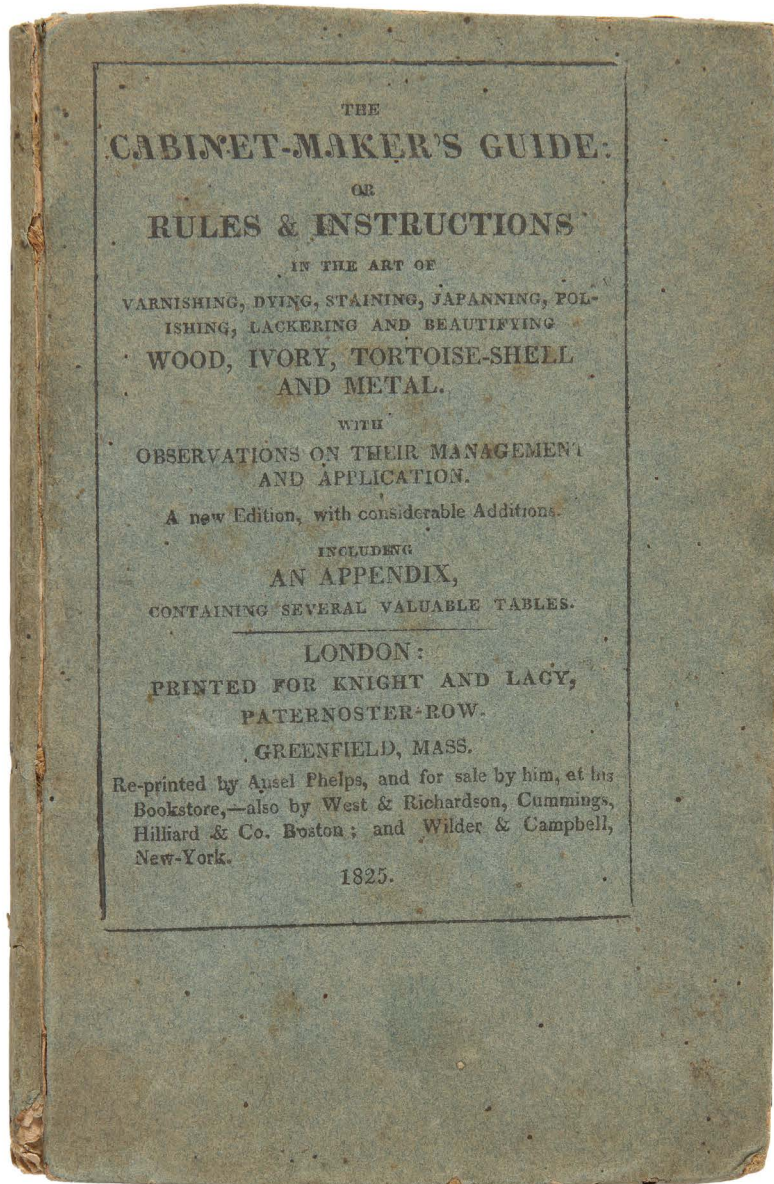 THE
CABINET-MAKER'S GUIDE:
OR
RULES & INSTRUCTIONS
IN THE ART OF
VARNISHING, DYING, STAINING, JAPANNING, POL-
ISHING, LACKERING AND BEAUTIFYING
WOOD, IVORY, TORTOISE-SHELL
AND METAL.
WITH
OBSERVATIONS ON THEIR MANAGEMENT
AND APPLICATION.
A new Edition, with considerable Additions.
INCLUDING
AN APPENDIX,
CONTAINING SEVERAL VALUABLE TABLES.
LONDON:
PRINTED FOR KNIGHT AND LACY,
PATERNOSTER-ROW.
GREENFIELD, MASS.
Re-printed by Ansel Phelps, and for sale by him, at his
Bookstore,—also by West & Richardson, Cummings,
Hilliard & Co. Boston; and Wilder & Campbell,
New-York.
1825.